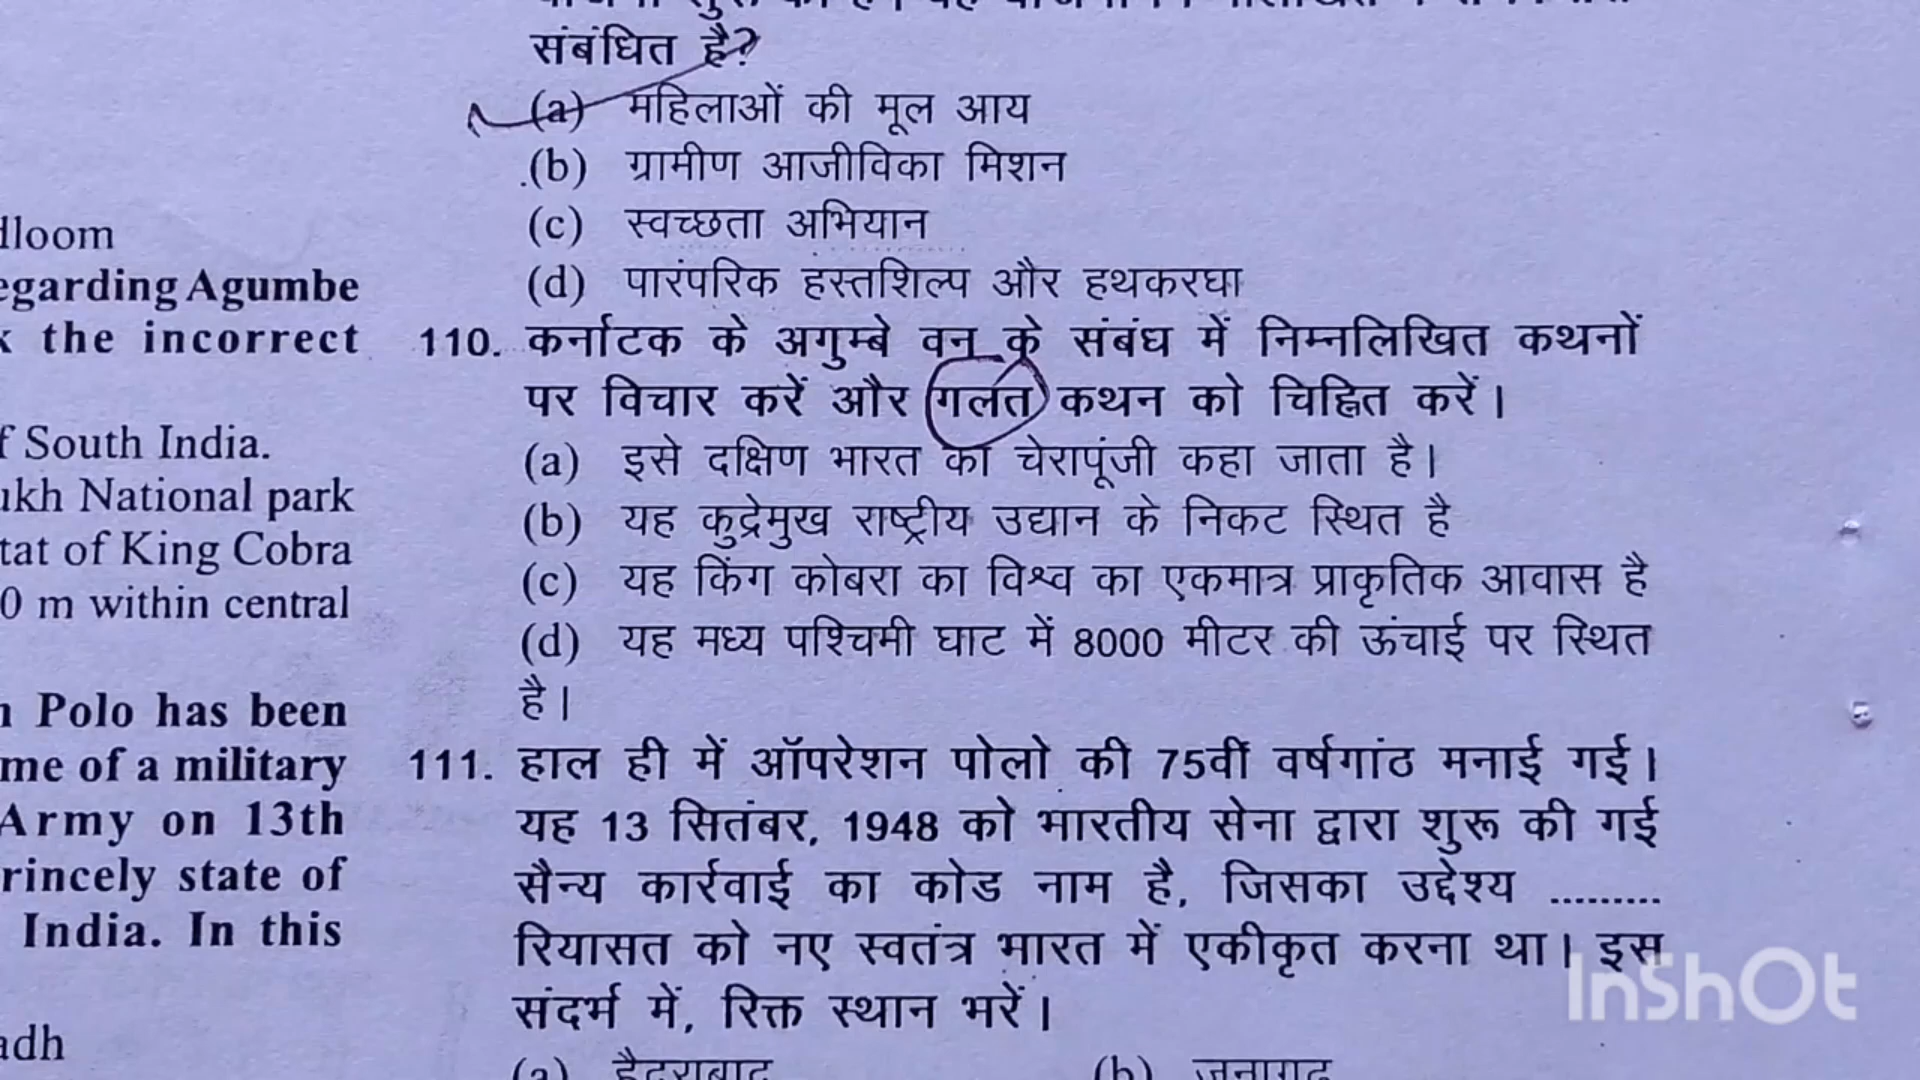 संबंधित है?
(a) महिलाओं की मूल आय
(b) ग्रामीण आजीविका मिशन
(c) स्वच्छता अभियान
(d) पारंपरिक हस्तशिल्प और हथकरघा
110. कर्नाटक के अगुम्बे वन के संबंध में निम्नलिखित कथनों
पर विचार करें और गलत कथन को चिह्नित करें।
(a) इसे दक्षिण भारत का चेरापूंजी कहा जाता है।
(b) यह कुद्रेमुख राष्ट्रीय उद्यान के निकट स्थित है
(c) यह किंग कोबरा का विश्व का एकमात्र प्राकृतिक आवास है
(d) यह मध्य पश्चिमी घाट में 8000 मीटर की ऊंचाई पर स्थित
है।
111. हाल ही में ऑपरेशन पोलो की 75वीं वर्षगांठ मनाई गई।
यह 13 सितंबर, 1948 को भारतीय सेना द्वारा शुरू की गई
सैन्य कार्रवाई का कोड नाम है, जिसका उद्देश्य .........
रियासत को नए स्वतंत्र भारत में एकीकृत करना था। इस
संदर्भ में, रिक्त स्थान भरें।
(a) हैदराबाद (b) जूनागढ़
dloom
egarding Agumbe
the incorrect
f South India.
ukh National park
tat of King Cobra
0 m within central
Polo has been
me of a military
Army on 13th
rincely state of
India. In this
adh
InShOt